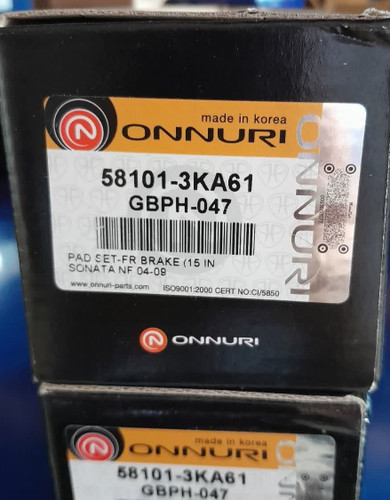 made in korea
ONNURI
58101-3KA61
GBPH-047
PAD SET-FR BRAKE (15 IN
SONATA NF 04-09
www.onnuri-parts.com ISO9001:2000 CERT NO:CI/5850
ONNURI
ONNURI
made in korea
ONNURI
58101-3KA61
GBPH-047